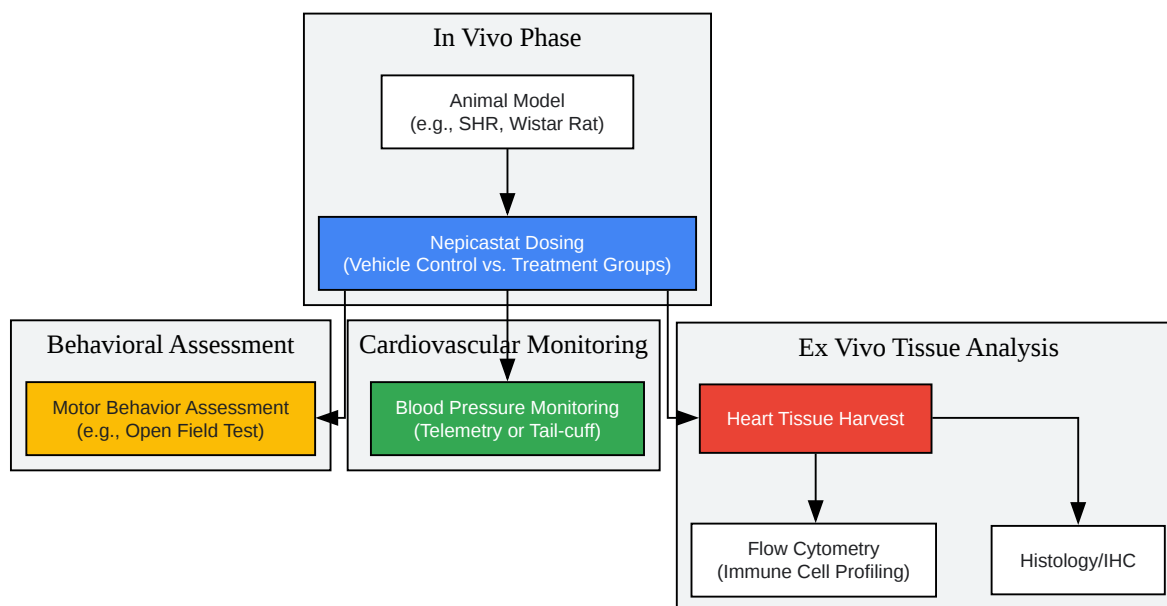 In Vivo Phase
Animal Model
(e.g., SHR, Wistar Rat)
Nepicastat Dosing
(Vehicle Control vs. Treatment Groups)
Behavioral Assessment
Motor Behavior Assessment
(e.g., Open Field Test)
Cardiovascular Monitoring
Blood Pressure Monitoring
(Telemetry or Tail-cuff)
Ex Vivo Tissue Analysis
Heart Tissue Harvest
Flow Cytometry
(Immune Cell Profiling)
Histology/IHC